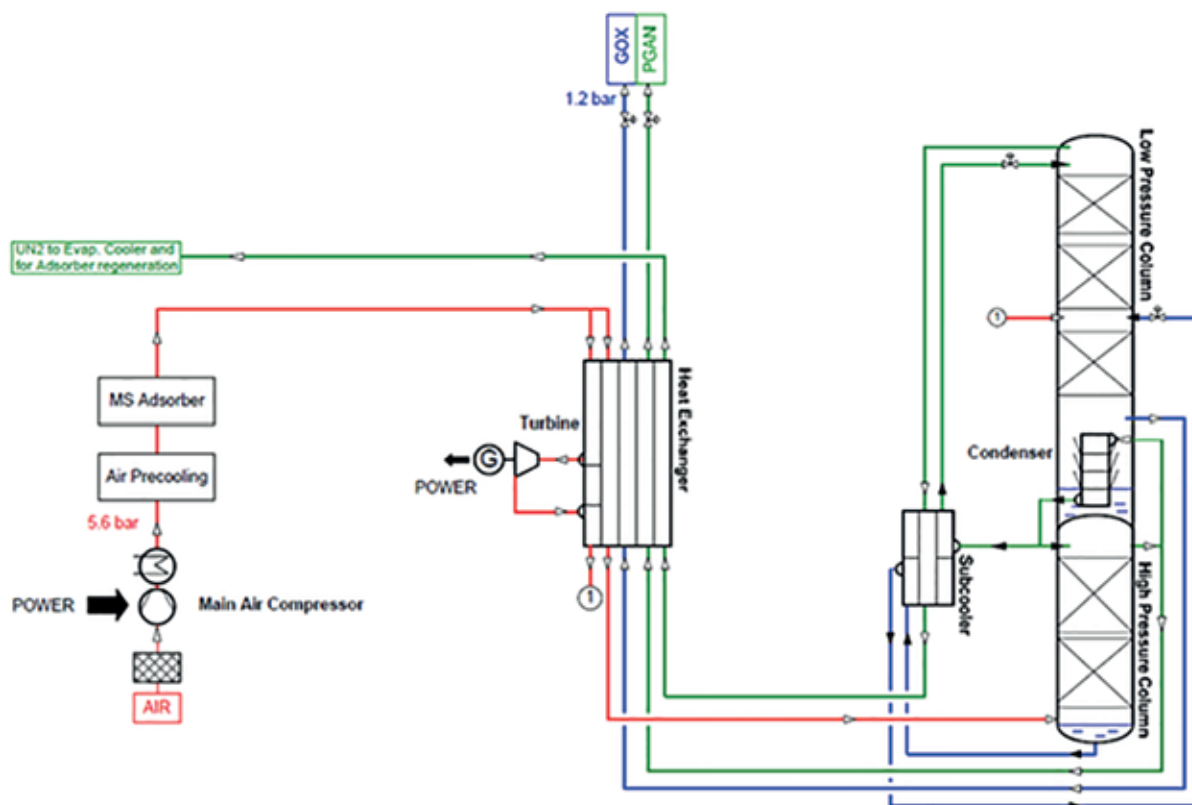 GOX
PGAN
1.2 bar
Low Pressure Column
UN2 to Evap. Cooler and
for Adsorber regeneration
1
MS Adsorber
Turbine
Heat Exchanger
Condenser
Air Precooling
G
POWER
5.6 bar
Subcooler
High Pressure Column
1
POWER
Main Air Compressor
AIR